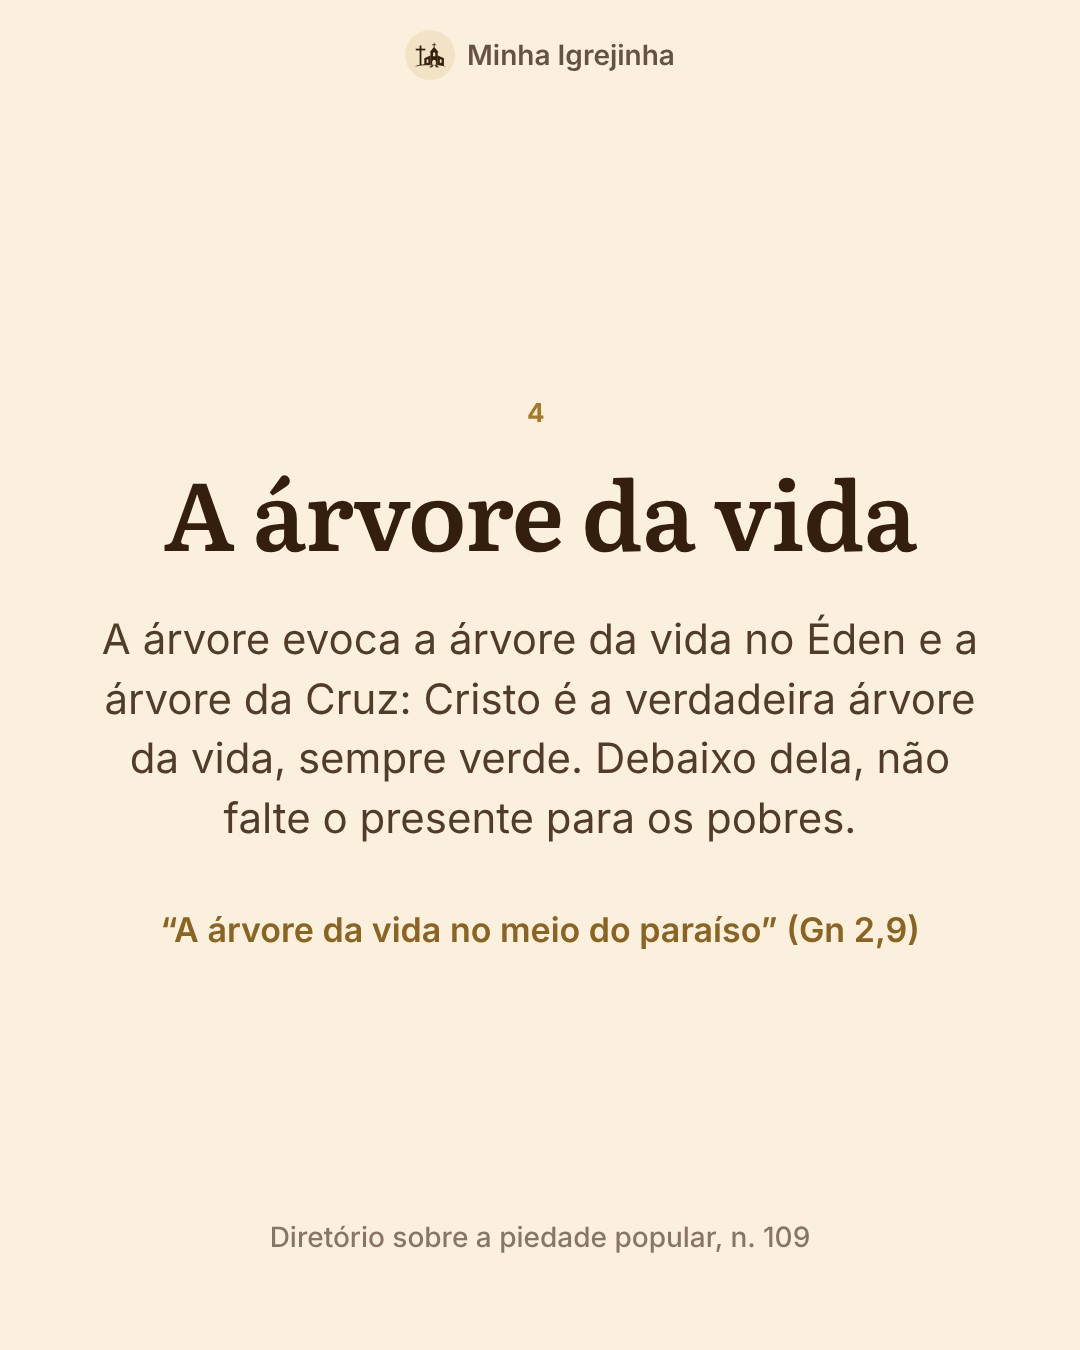 Minha Igrejinha
4
A árvore da vida
A árvore evoca a árvore da vida no Éden e a
árvore da Cruz: Cristo é a verdadeira árvore
da vida, sempre verde. Debaixo dela, não
falte o presente para os pobres.
“A árvore da vida no meio do paraíso” (Gn 2,9)
Diretório sobre a piedade popular, n. 109